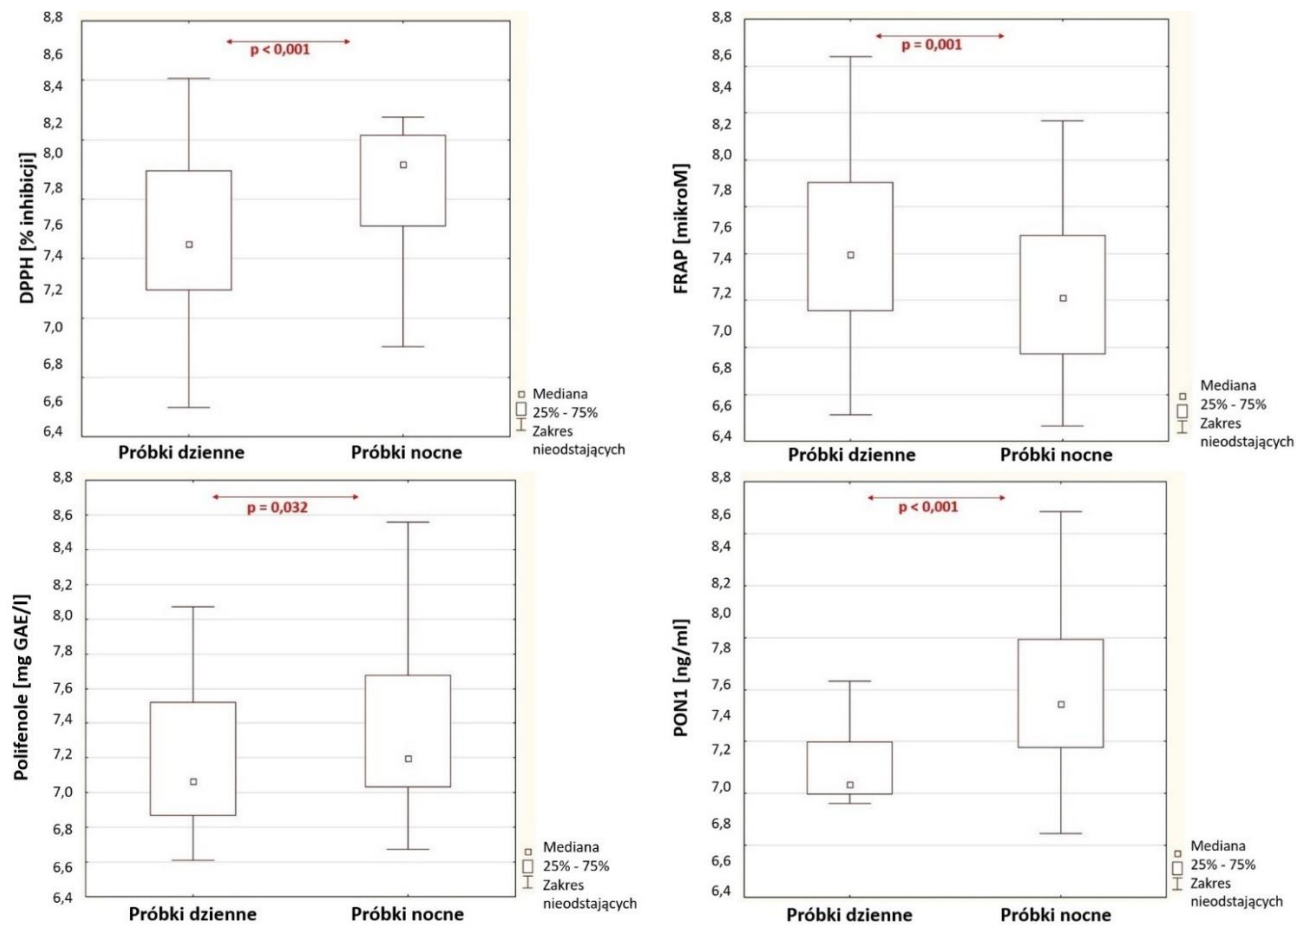 8,8
8,6
8,4
8,2
8,0
7,8
7,6
7,4
7,2
7,0
6,8
6,6
6,4
DPPH [% inhibicji]
p < 0,001
Próbki dzienne
Próbki nocne
Mediana
25% - 75%
Zakres
nieodstających
8,8
8,6
8,4
8,2
8,0
7,8
7,6
7,4
7,2
7,0
6,8
6,6
6,4
FRAP [mikroM]
p = 0,001
Próbki dzienne
Próbki nocne
Mediana
25% - 75%
Zakres
nieodstających
8,8
8,6
8,4
8,2
8,0
7,8
7,6
7,4
7,2
7,0
6,8
6,6
6,4
Polifenole [mg GAE/l]
p = 0,032
Próbki dzienne
Próbki nocne
Mediana
25% - 75%
Zakres
nieodstających
8,8
8,6
8,4
8,2
8,0
7,8
7,6
7,4
7,2
7,0
6,8
6,6
6,4
PON1 [ng/ml]
p < 0,001
Próbki dzienne
Próbki nocne
Mediana
25% - 75%
Zakres
nieodstających